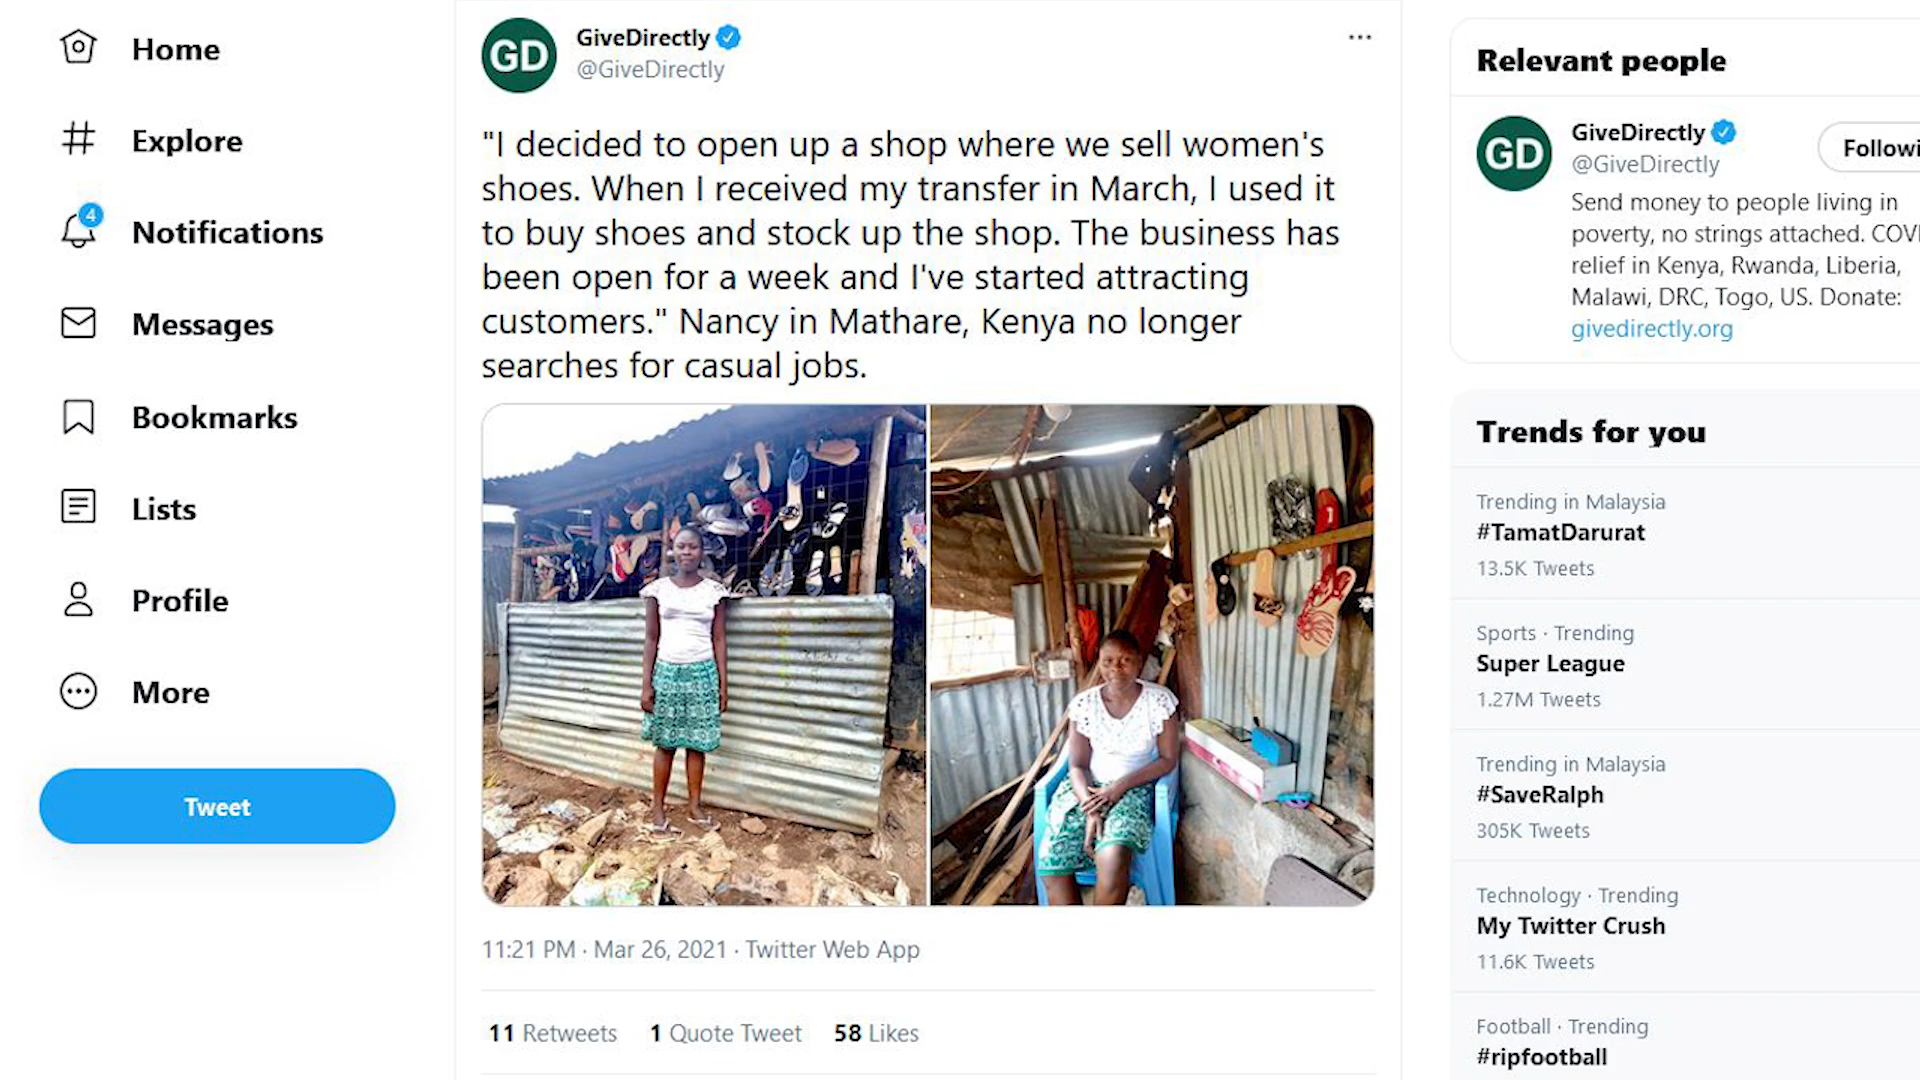 Home
Explore
4
Notifications
Messages
Bookmarks
Lists
Profile
More
Tweet
GD
GiveDirectly
@GiveDirectly
"I decided to open up a shop where we sell women's
shoes. When I received my transfer in March, I used it
to buy shoes and stock up the shop. The business has
been open for a week and I've started attracting
customers." Nancy in Mathare, Kenya no longer
searches for casual jobs.
11:21 PM · Mar 26, 2021 · Twitter Web App
11 Retweets 1 Quote Tweet 58 Likes
Relevant people
GD
GiveDirectly
@GiveDirectly
Followi
Send money to people living in
poverty, no strings attached. COVI
relief in Kenya, Rwanda, Liberia,
Malawi, DRC, Togo, US. Donate:
givedirectly.org
Trends for you
Trending in Malaysia
#TamatDarurat
13.5K Tweets
Sports · Trending
Super League
1.27M Tweets
Trending in Malaysia
#SaveRalph
305K Tweets
Technology · Trending
My Twitter Crush
11.6K Tweets
Football · Trending
#ripfootball